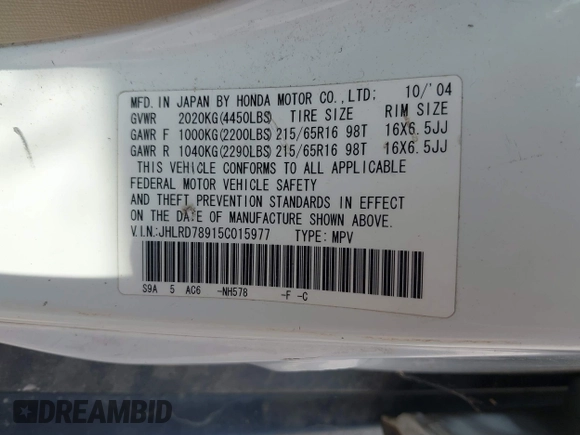 MFD. IN JAPAN BY HONDA MOTOR CO.,LTD: 10/'04
GVWR 2020KG(4450LBS) TIRE SIZE RIM SIZE
GAWR F 1000KG(2200LBS) 215/65R16 98T 16X6.5JJ
GAWR R 1040KG(2290LBS) 215/65R16 98T 16X6.5JJ
THIS VEHICLE CONFORMS TO ALL APPLICABLE
FEDERAL MOTOR VEHICLE SAFETY
AND THEFT PREVENTION STANDARDS IN EFFECT
ON THE DATE OF MANUFACTURE SHOWN ABOVE.
V.IN.:JHLRD78915C015977 TYPE: MPV
S9A 5 AC6 -NH578 -F -C
DREAMBID